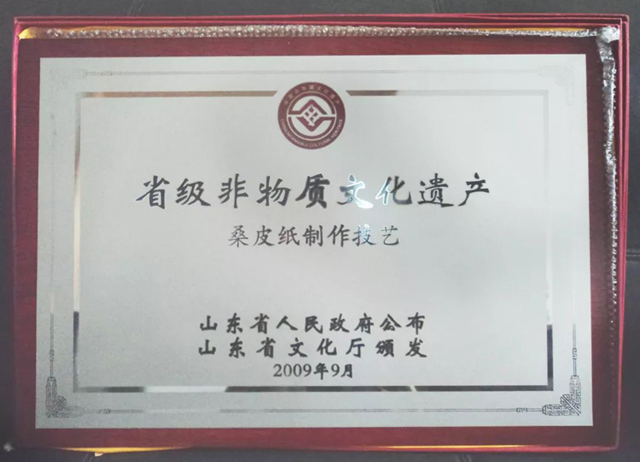 省级非物质文化遗产
桑皮纸制作技艺
山东省人民政府公布
山东省文化厅颁发
2009年9月